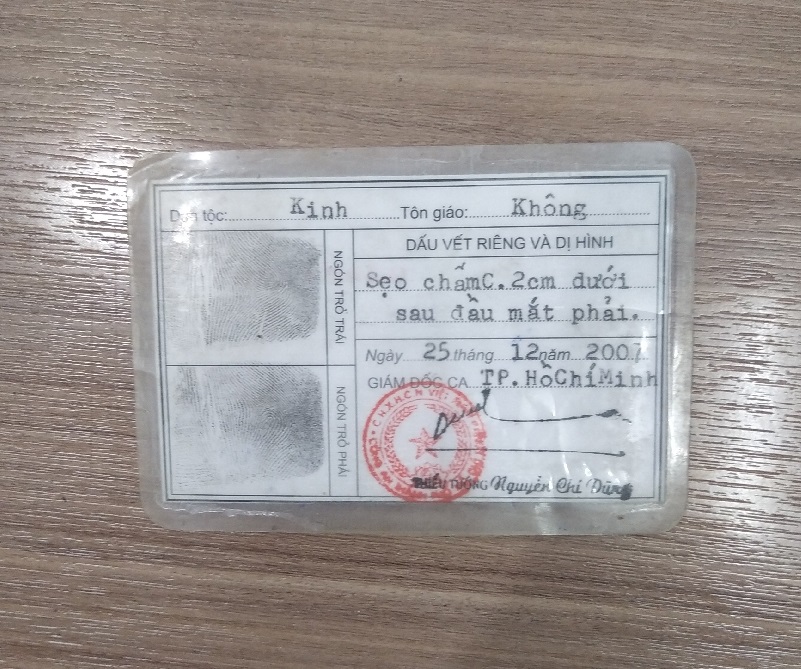 Dân tộc: Kinh Tôn giáo: Không
NGÓN TRỎ TRÁI
NGÓN TRỎ PHẢI
DẤU VẾT RIÊNG VÀ DỊ HÌNH
Sẹo chấmC.2cm dưới
sau đầu mắt phải.
Ngày 25 tháng 12 năm 2007
GIÁM ĐỐC CA TP.HồChíMinh
THIẾU TƯỚNG Nguyễn Chí Dũng